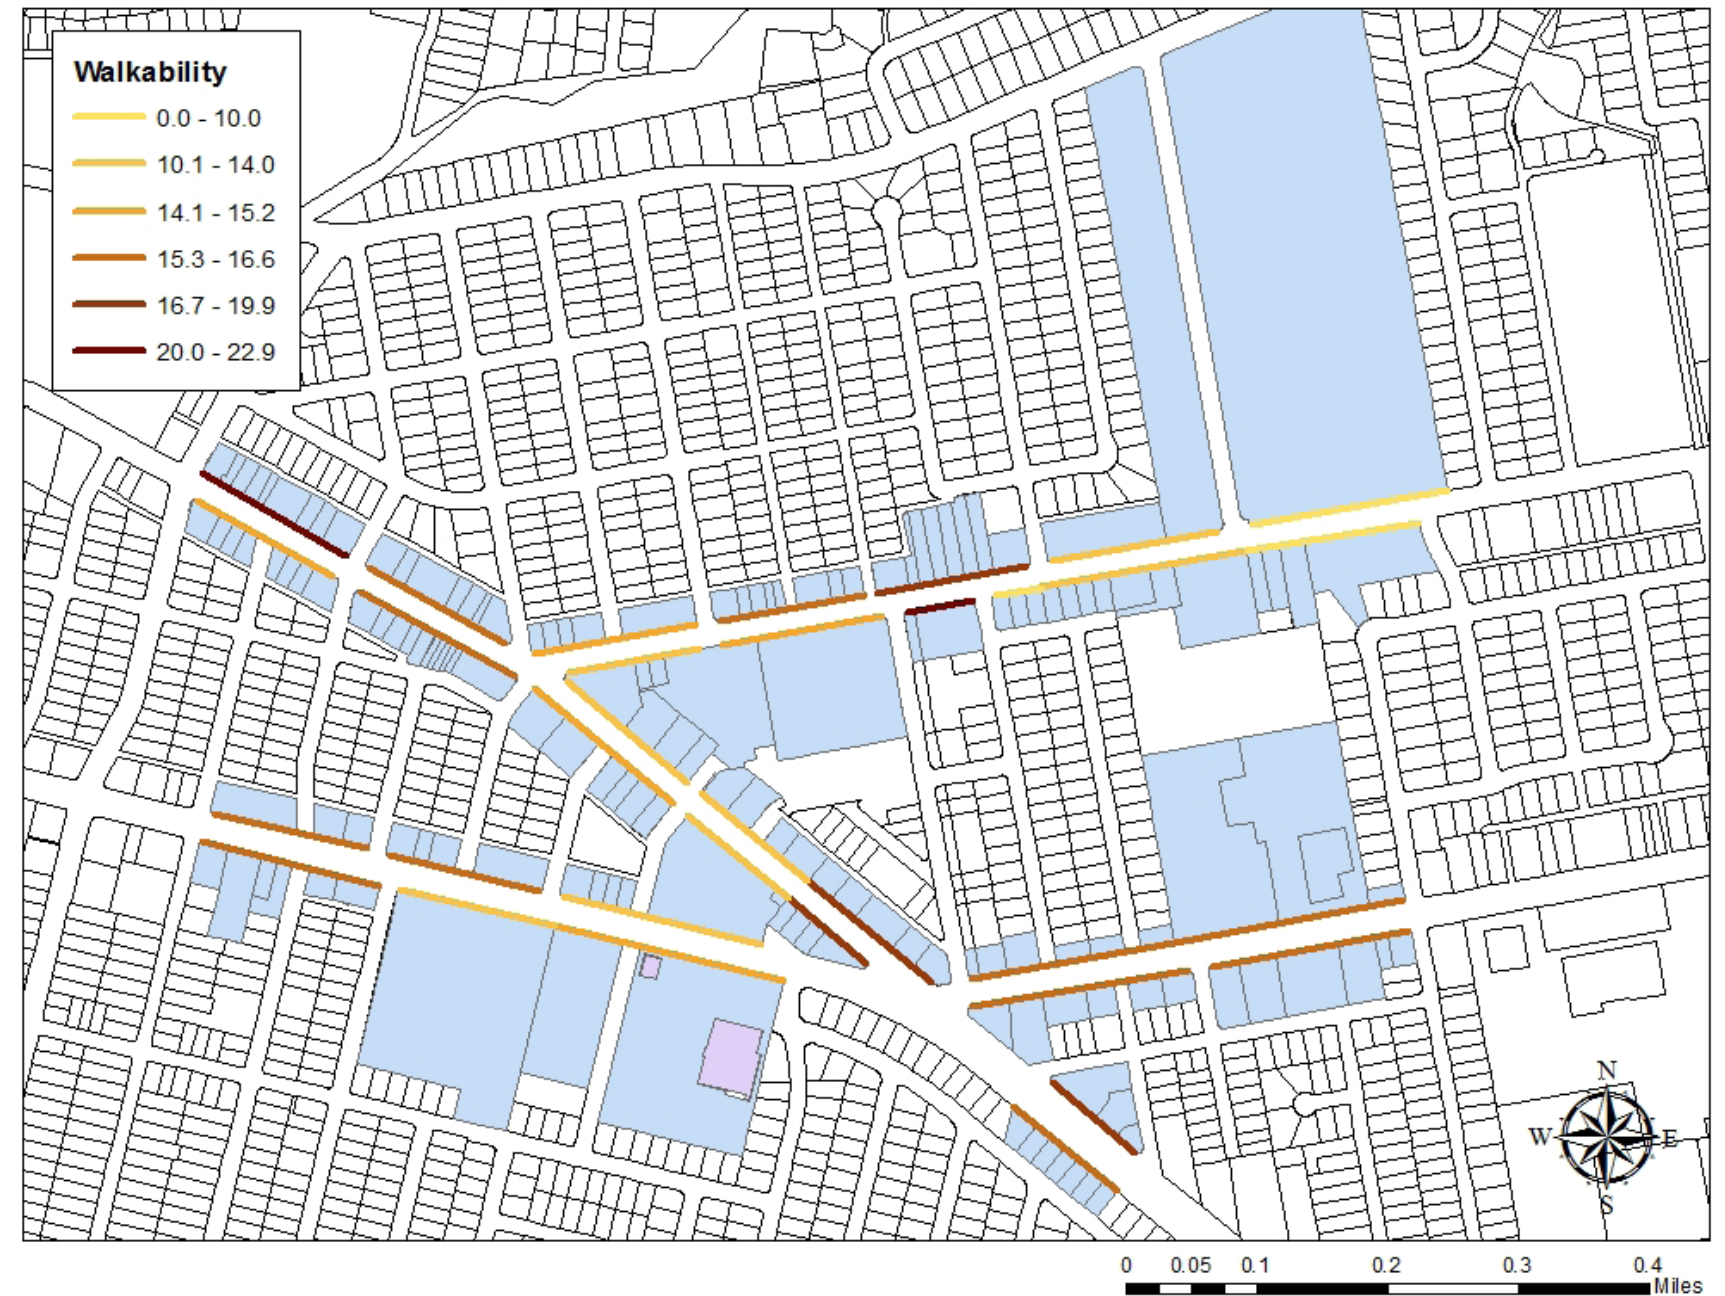 Walkability
0.0 - 10.0
10.1 - 14.0
14.1 - 15.2
15.3 - 16.6
16.7 - 19.9
20.0 - 22.9
N
W E
S
0 0.05 0.1 0.2 0.3 0.4
Miles